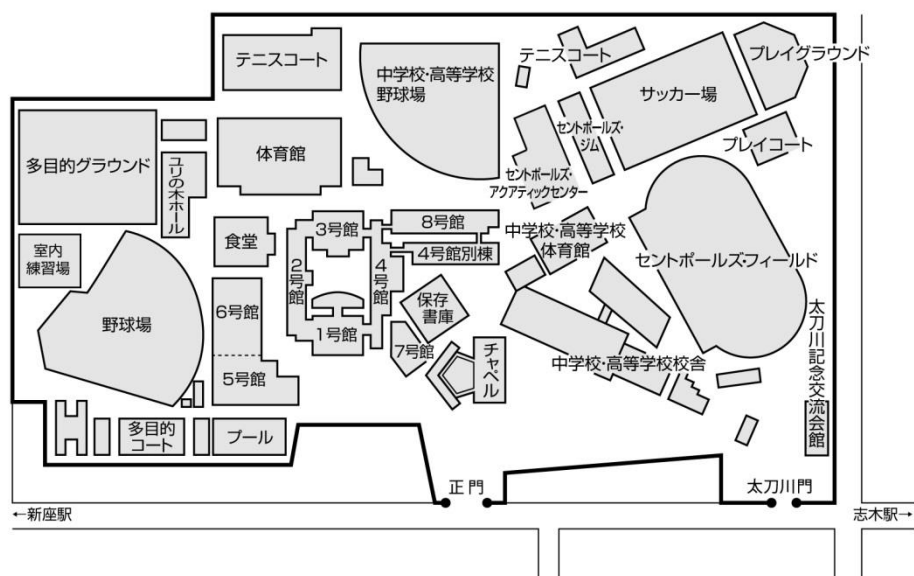 テニスコート
中学校・高等学校
野球場
テニスコート
サッカー場
プレイグラウンド
プレイコート
セントポールズ・
ジム
セントポールズ・
アクアティックセンター
多目的グラウンド
ユリの木ホール
体育館
室内
練習場
食堂
3号館
8号館
4号館別棟
2号館
4号館
1号館
中学校・高等学校
体育館
セントポールズ・フィールド
野球場
6号館
5号館
保存
書庫
7号館
チャペル
中学校・高等学校校舎
太刀川記念交流会館
多目的
コート
プール
正門
太刀川門
←新座駅
志木駅→